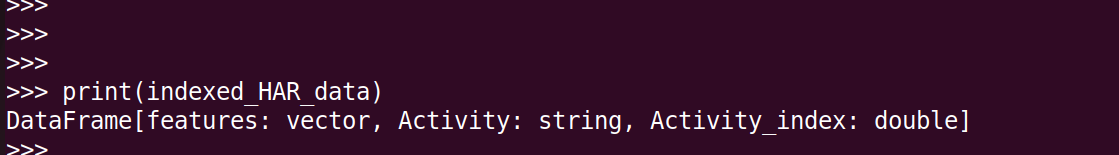 >>>
>>>
>>>
>>> print(indexed_HAR_data)
DataFrame[features: vector, Activity: string, Activity_index: double]
>>>